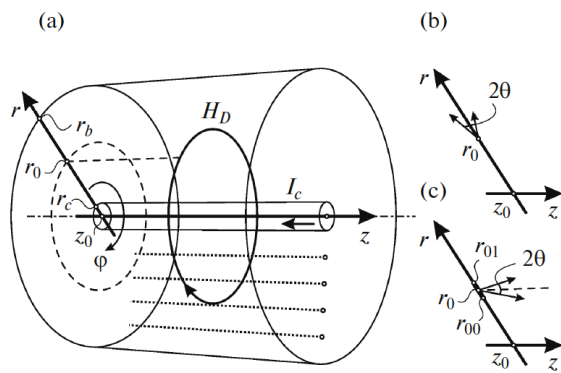 (a)
r
r_b
r_0
r_c
z_0
φ
H_D
I_c
z
(b)
2θ
r_0
z_0
z
(c)
r
r_01
2θ
r_0
r_00
z_0
z
r